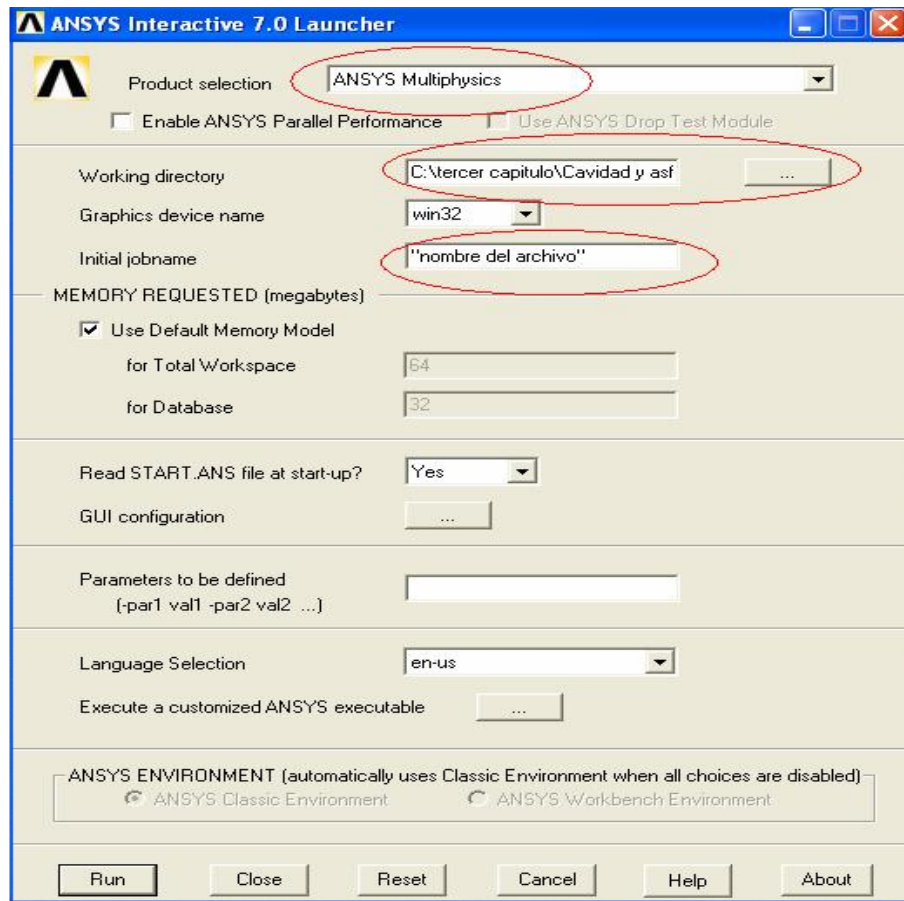 ANSYS Interactive 7.0 Launcher
Product selection ANSYS Multiphysics
Enable ANSYS Parallel Performance Use ANSYS Drop Test Module
Working directory C:\tercer capitulo\Cavidad y asf ...
Graphics device name win32
Initial jobname "nombre del archivo"
MEMORY REQUESTED (megabytes)
Use Default Memory Model
for Total Workspace 64
for Database 32
Read START.ANS file at start-up? Yes
GUI configuration ...
Parameters to be defined
(-par1 val1 -par2 val2 ...)
Language Selection en-us
Execute a customized ANSYS executable ...
ANSYS ENVIRONMENT (automatically uses Classic Environment when all choices are disabled)
ANSYS Classic Environment ANSYS Workbench Environment
Run Close Reset Cancel Help About